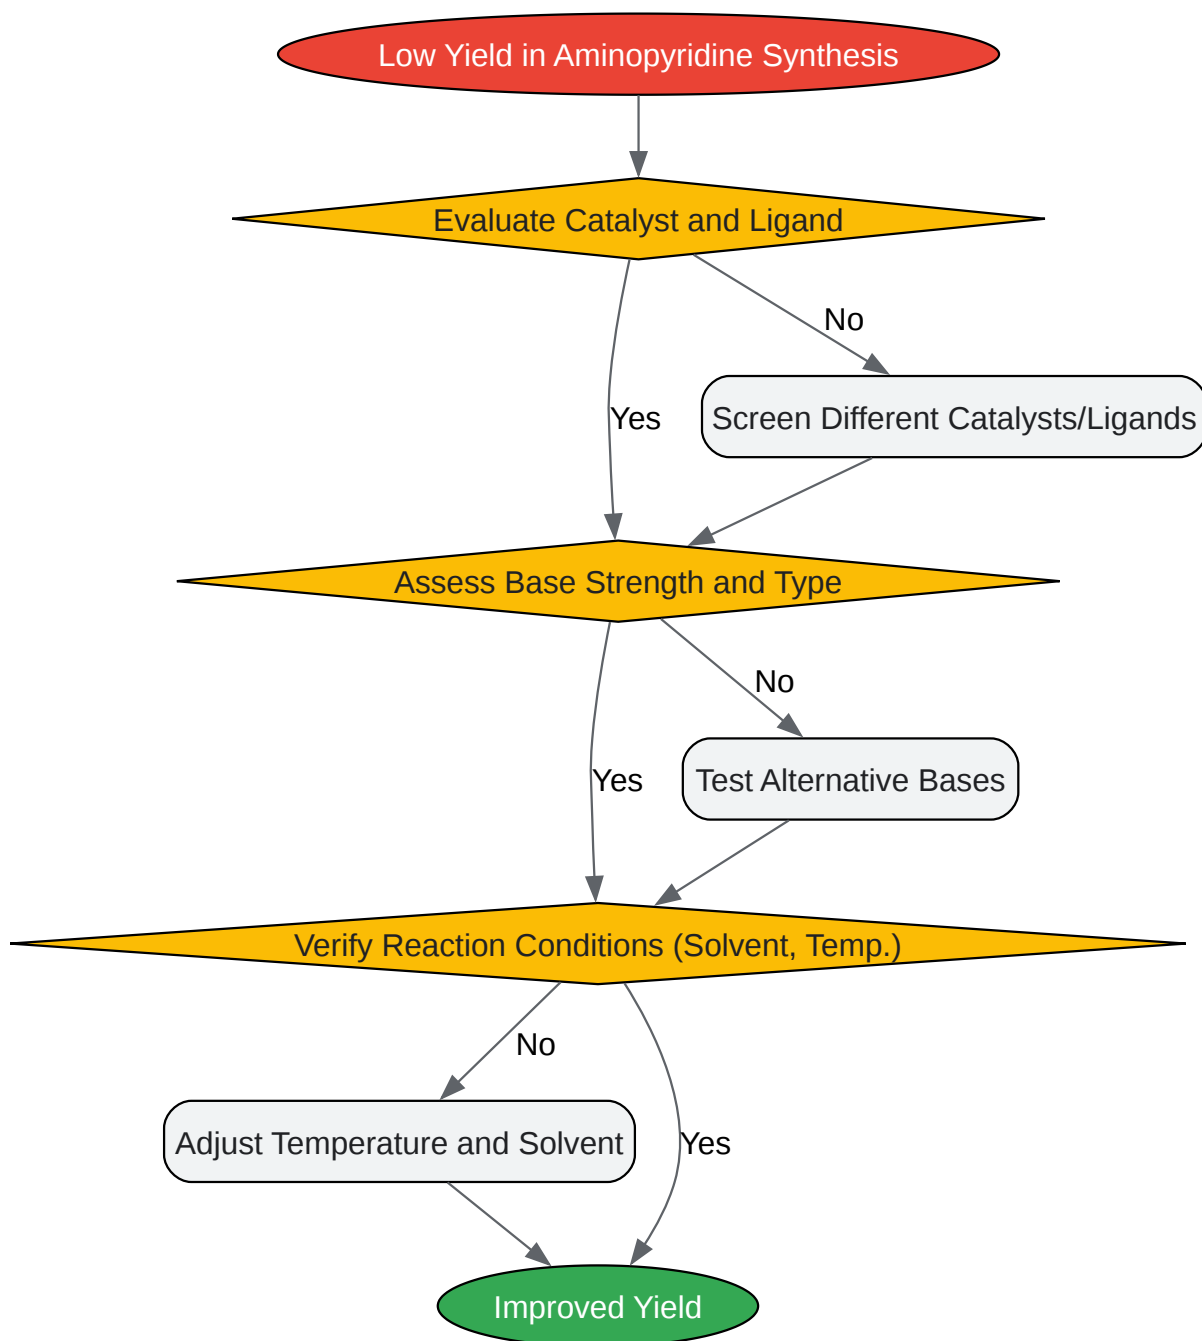 Low Yield in Aminopyridine Synthesis
Evaluate Catalyst and Ligand
No
Yes
Screen Different Catalysts/Ligands
Assess Base Strength and Type
No
Yes
Test Alternative Bases
Verify Reaction Conditions (Solvent, Temp.)
No
Adjust Temperature and Solvent
Yes
Improved Yield